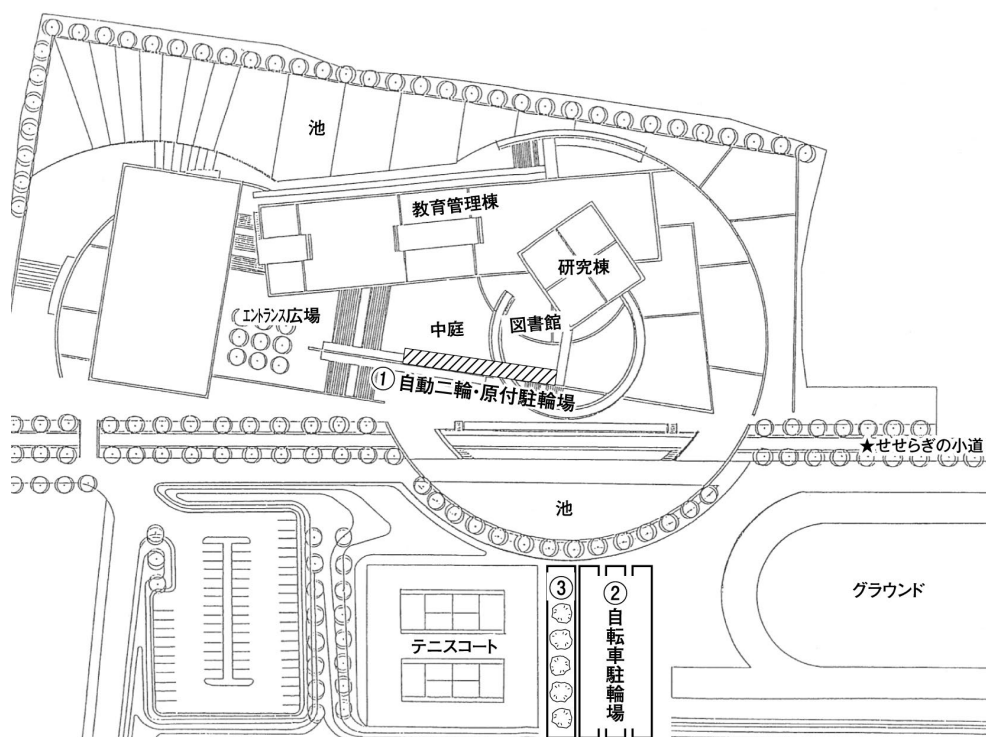 池
教育管理棟
研究棟
エントランス広場
中庭
図書館
① 自動二輪・原付駐輪場
★せせらぎの小道
池
③
② 自転車駐輪場
グラウンド
テニスコート